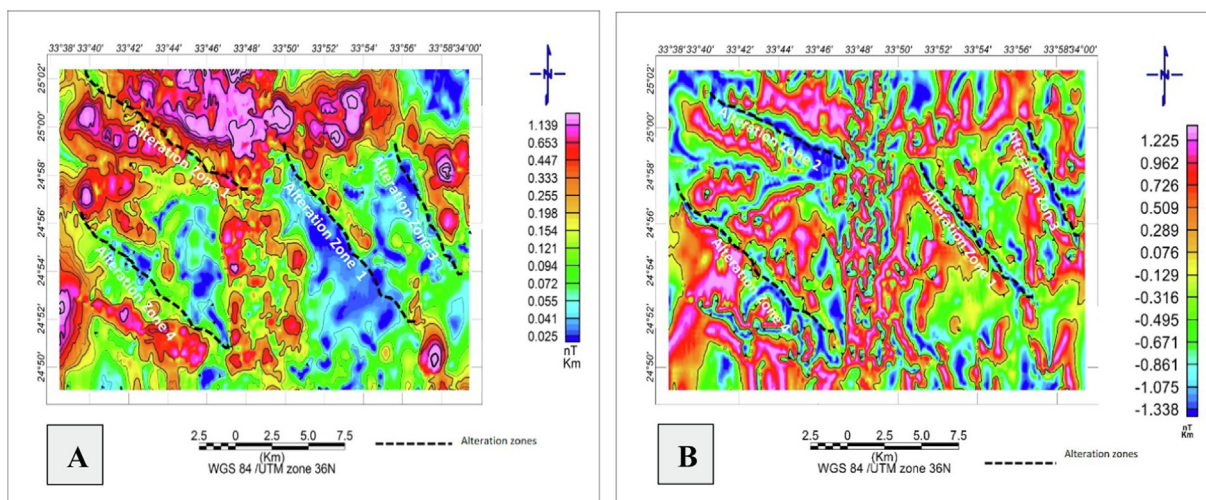 33°38' 33°40' 33°42' 33°44' 33°46' 33°48' 33°50' 33°52' 33°54' 33°56' 33°58'34°00'
25°02'
25°00'
24°58'
24°56'
24°54'
24°52'
24°50'
Alteration Zone 1
Alteration Zone 1
Alteration Zone 3
Alteration Zone 4
N
1.139
0.653
0.447
0.333
0.255
0.198
0.154
0.121
0.094
0.072
0.055
0.041
0.025
nT
Km
A
2.5 0 2.5 5.0 7.5
(Km)
WGS 84 /UTM zone 36N
Alteration zones
33°38' 33°40' 33°42' 33°44' 33°46' 33°48' 33°50' 33°52' 33°54' 33°56' 33°58'34°00'
25°02'
25°00'
24°58'
24°56'
24°54'
24°52'
24°50'
Alteration Zone 2
Alteration Zone 1
Alteration Zone 3
Alteration Zone 4
N
1.225
0.962
0.726
0.509
0.289
0.076
-0.129
-0.316
-0.495
-0.671
-0.861
-1.075
-1.338
nT
Km
B
2.5 0 2.5 5.0 7.5
(Km)
WGS 84 /UTM zone 36N
Alteration zones